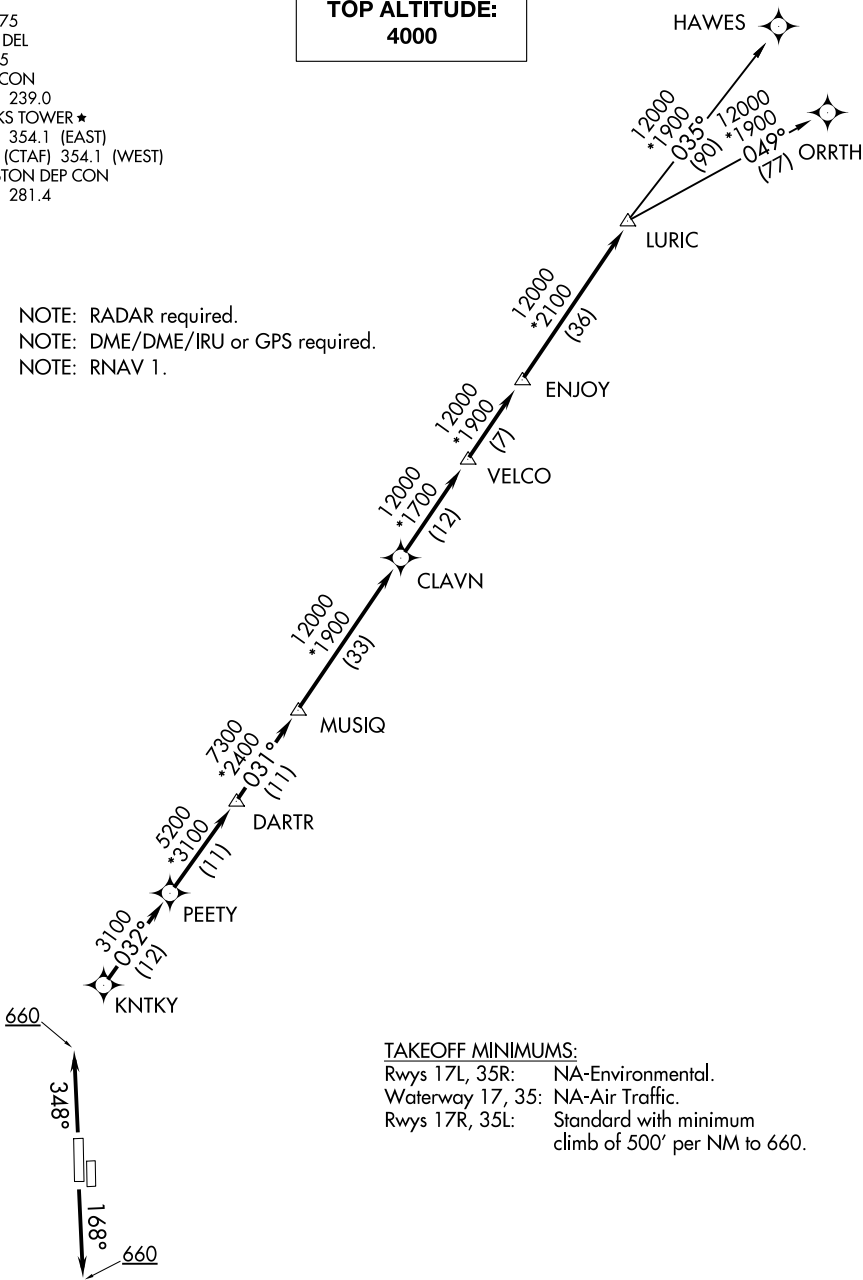 75
DEL
5
CON
239.0
KS TOWER ★
354.1 (EAST)
(CTAF) 354.1 (WEST)
STON DEP CON
281.4
TOP ALTITUDE:
4000
HAWES
12000
*1900
035°
(90)
12000
*1900
049°
(77)
ORRTH
LURIC
NOTE: RADAR required.
NOTE: DME/DME/IRU or GPS required.
NOTE: RNAV 1.
12000
*2100
(36)
ENJOY
12000
*1900
(7)
VELCO
12000
*1700
(12)
CLAVN
12000
*1900
(33)
MUSIQ
7300
*2400
031°
(11)
DARTR
5200
*3100
(11)
PEETY
3100
032°
(12)
KNTKY
660
348°
168°
660
TAKEOFF MINIMUMS:
Rwys 17L, 35R: NA-Environmental.
Waterway 17, 35: NA-Air Traffic.
Rwys 17R, 35L: Standard with minimum
climb of 500' per NM to 660.